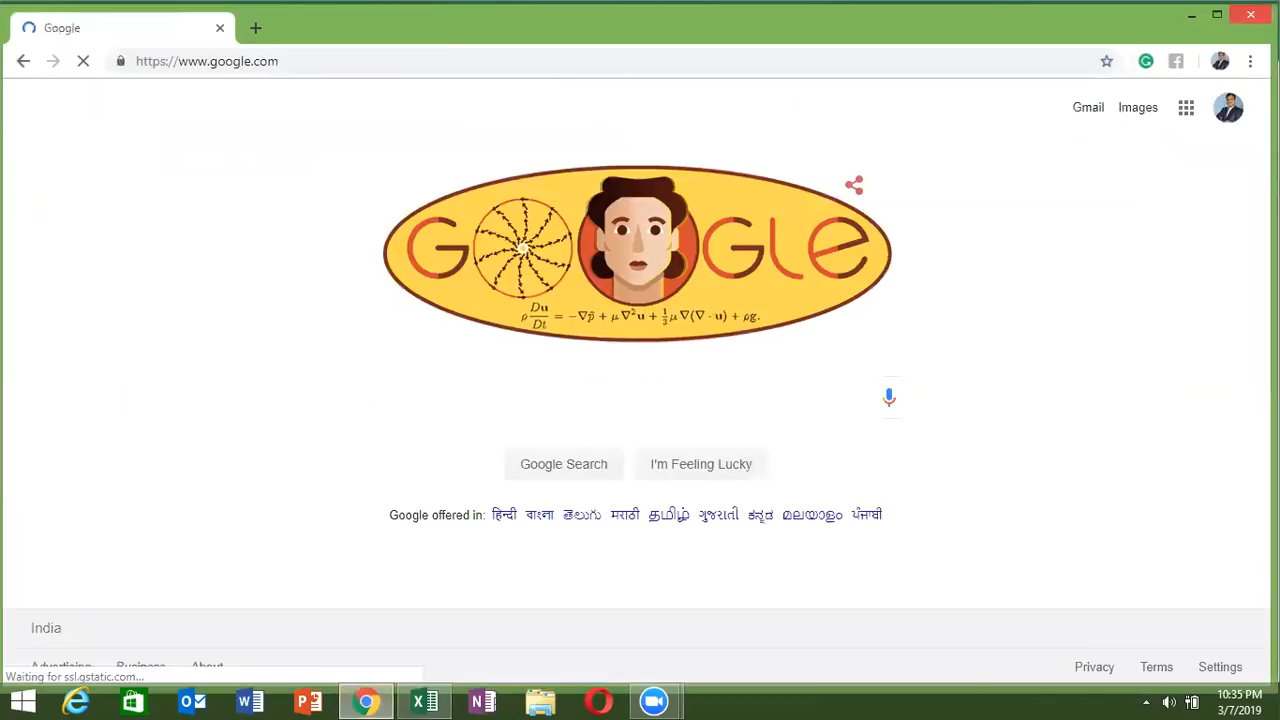 Google
https://www.google.com
Gmail Images
GOOGLE
ρ Du/Dt = −∇p̄ + μ∇²u + 1/3 μ∇(∇ · u) + ρg.
Google Search I'm Feeling Lucky
Google offered in: हिन्दी বাংলা తెలుగు मराठी தமிழ் ગુજરાતી ಕನ್ನಡ മലയാളം ਪੰਜਾਬੀ
India
Advertising Business About Privacy Terms Settings
Waiting for ssl.gstatic.com...
10:35 PM
3/7/2019